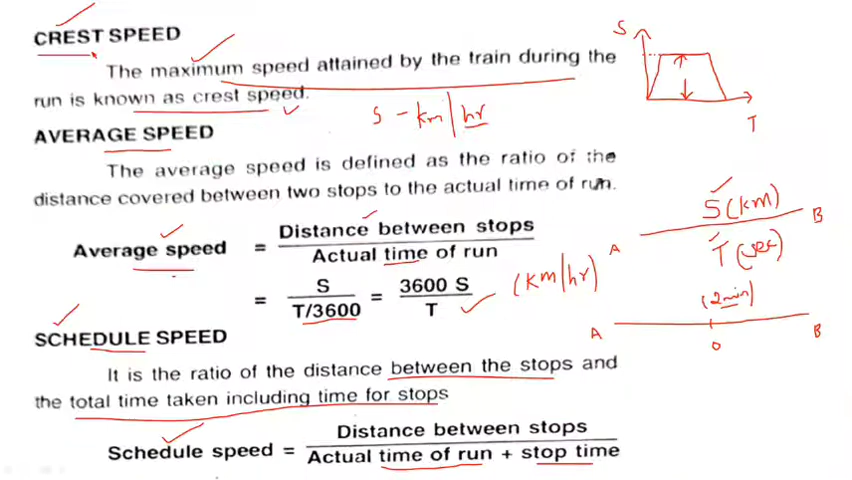 CREST SPEED
The maximum speed attained by the train during the
run is known as crest speed.
S - km/hr
S
T
AVERAGE SPEED
The average speed is defined as the ratio of the
distance covered between two stops to the actual time of run.
Average speed = Distance between stops
Actual time of run
= S / T/3600 = 3600 S / T (km/hr)
S (km)
A B
T (sec)
(2min)
A O B
SCHEDULE SPEED
It is the ratio of the distance between the stops and
the total time taken including time for stops
Schedule speed = Distance between stops
Actual time of run + stop time